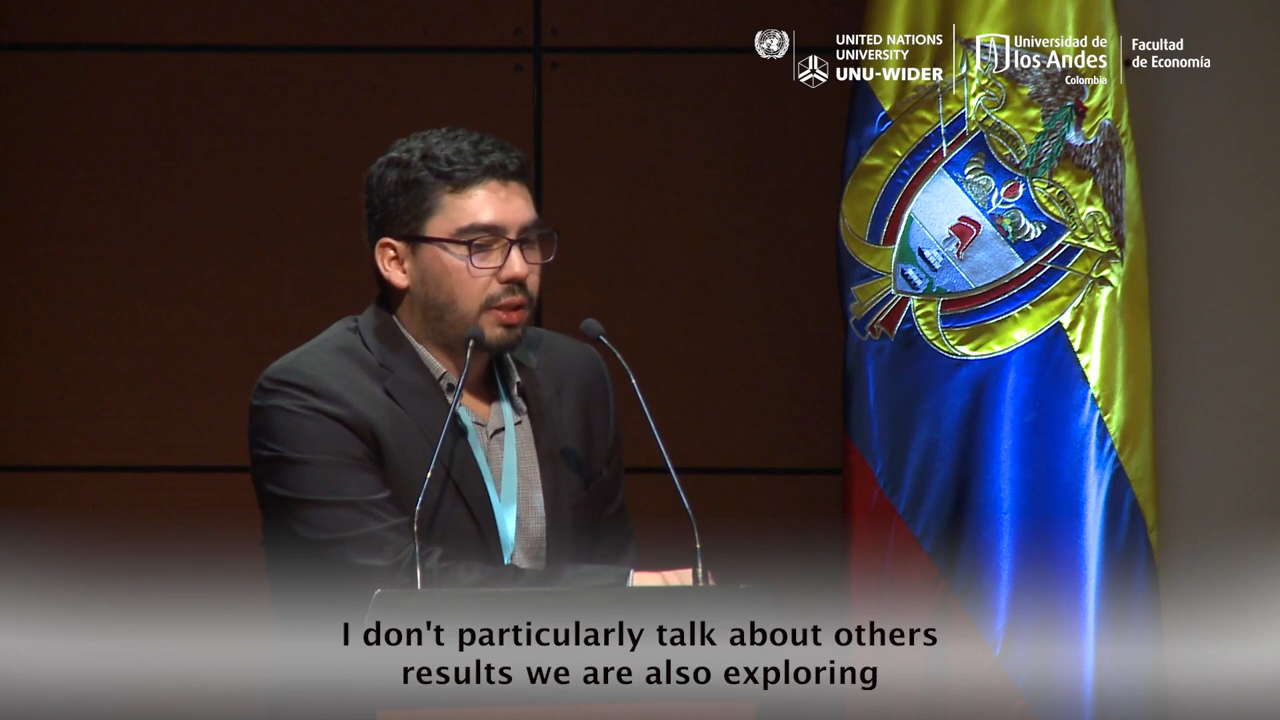 UNITED NATIONS
UNIVERSITY
UNU-WIDER
Universidad de
los Andes
Colombia
Facultad
de Economía
I don't particularly talk about others
results we are also exploring